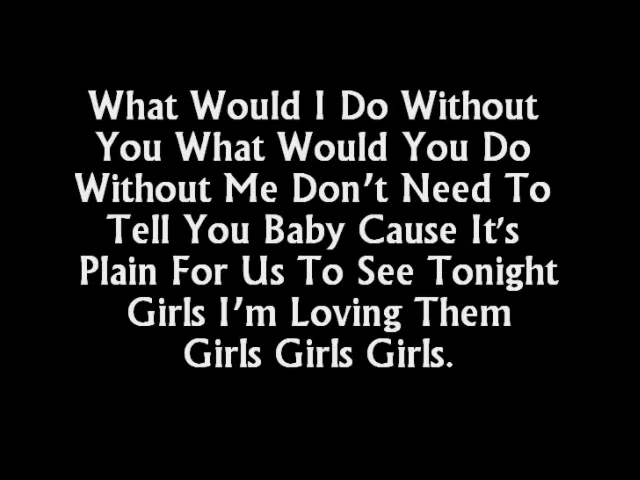 What Would I Do Without
You What Would You Do
Without Me Don't Need To
Tell You Baby Cause It's
Plain For Us To See Tonight
Girls I'm Loving Them
Girls Girls Girls.